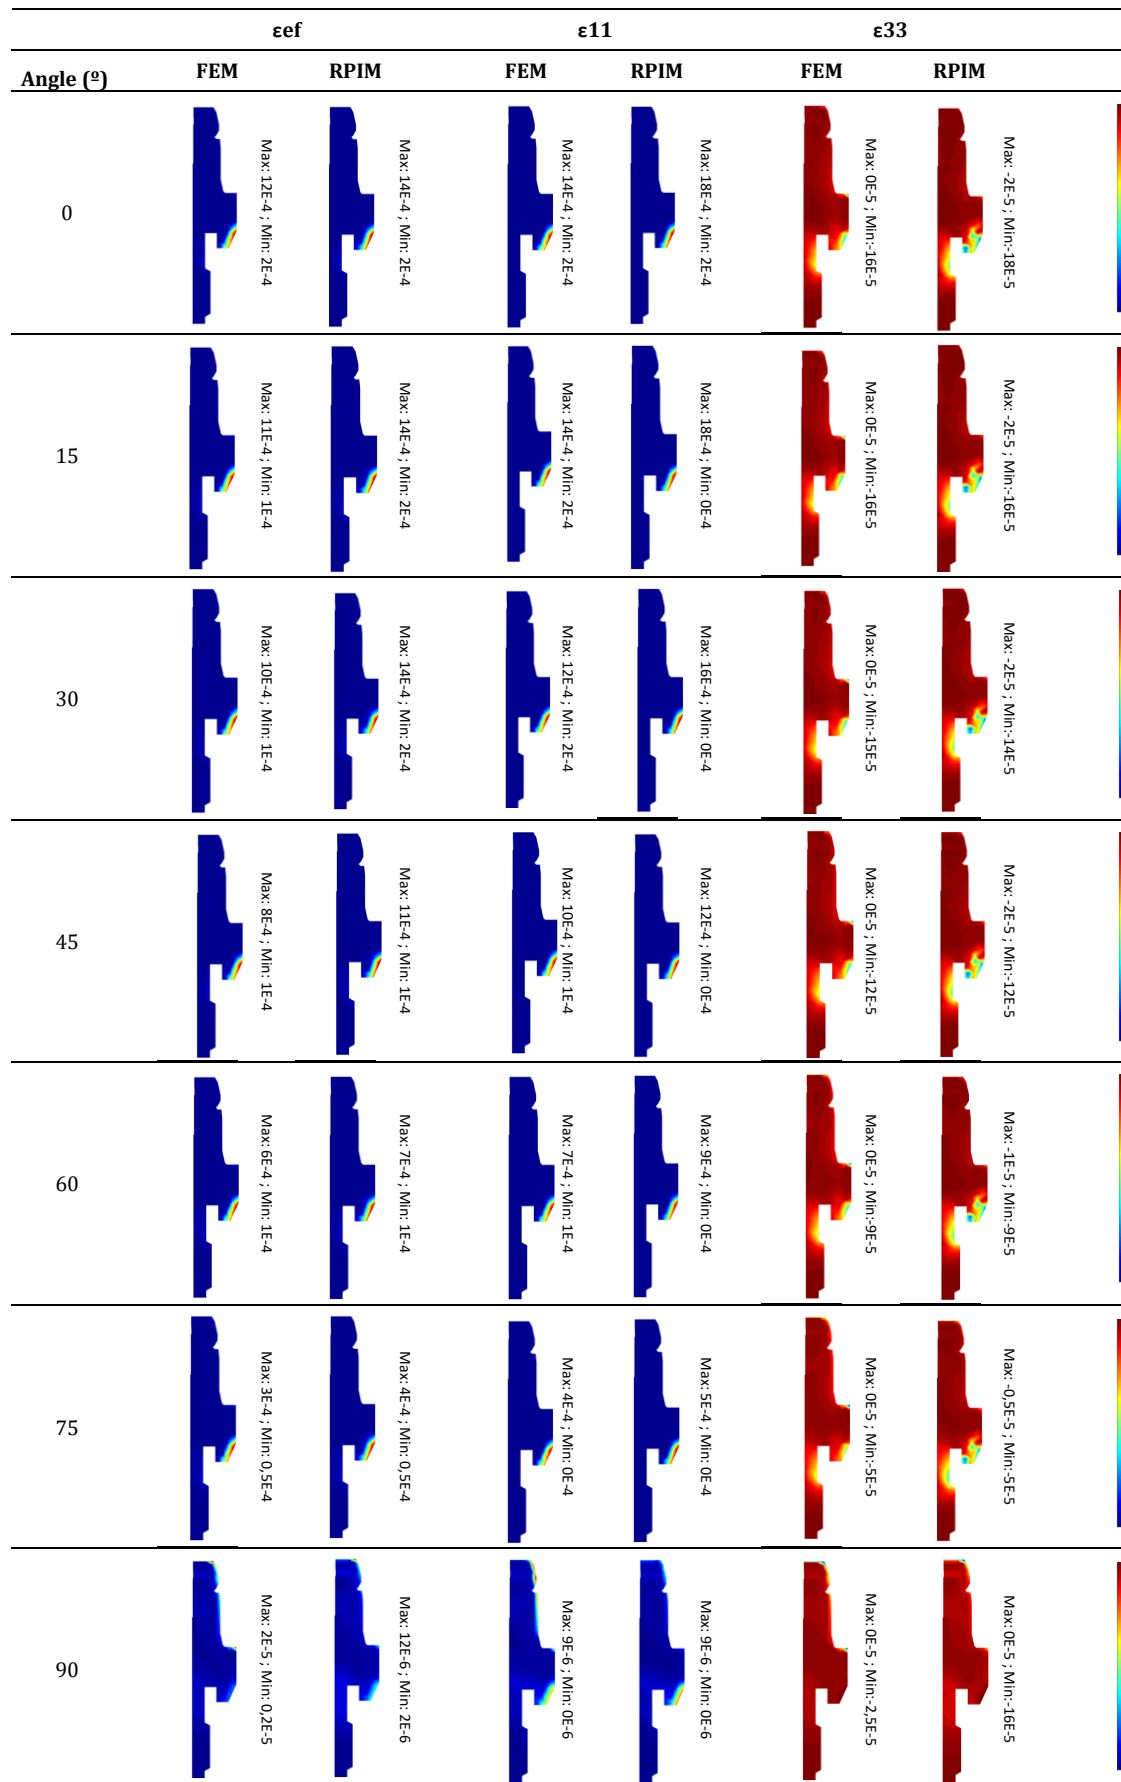 εef ε11 ε33
Angle (º) FEM RPIM FEM RPIM FEM RPIM
0
Max: 12E-4 ; Min: 2E-4
Max: 14E-4 ; Min: 2E-4
Max: 14E-4 ; Min: 2E-4
Max: 18E-4 ; Min: 2E-4
Max: 0E-5 ; Min:-16E-5
Max: -2E-5 ; Min:-18E-5
15
Max: 11E-4 ; Min: 1E-4
Max: 14E-4 ; Min: 2E-4
Max: 14E-4 ; Min: 2E-4
Max: 18E-4 ; Min: 0E-4
Max: 0E-5 ; Min:-16E-5
Max: -2E-5 ; Min:-16E-5
30
Max: 10E-4 ; Min: 1E-4
Max: 14E-4 ; Min: 2E-4
Max: 12E-4 ; Min: 2E-4
Max: 16E-4 ; Min: 0E-4
Max: 0E-5 ; Min:-15E-5
Max: -2E-5 ; Min:-14E-5
45
Max: 8E-4 ; Min: 1E-4
Max: 11E-4 ; Min: 1E-4
Max: 10E-4 ; Min: 1E-4
Max: 12E-4 ; Min: 0E-4
Max: 0E-5 ; Min:-12E-5
Max: -2E-5 ; Min:-12E-5
60
Max: 6E-4 ; Min: 1E-4
Max: 7E-4 ; Min: 1E-4
Max: 7E-4 ; Min: 1E-4
Max: 9E-4 ; Min: 0E-4
Max: 0E-5 ; Min:-9E-5
Max: -1E-5 ; Min:-9E-5
75
Max: 3E-4 ; Min: 0,5E-4
Max: 4E-4 ; Min: 0,5E-4
Max: 4E-4 ; Min: 0E-4
Max: 5E-4 ; Min: 0E-4
Max: 0E-5 ; Min:-5E-5
Max: -0,5E-5 ; Min:-5E-5
90
Max: 2E-5 ; Min: 0,2E-5
Max: 12E-6 ; Min: 2E-6
Max: 9E-6 ; Min: 0E-6
Max: 9E-6 ; Min: 0E-6
Max: 0E-5 ; Min:-2,5E-5
Max: 0E-5 ; Min:-16E-5